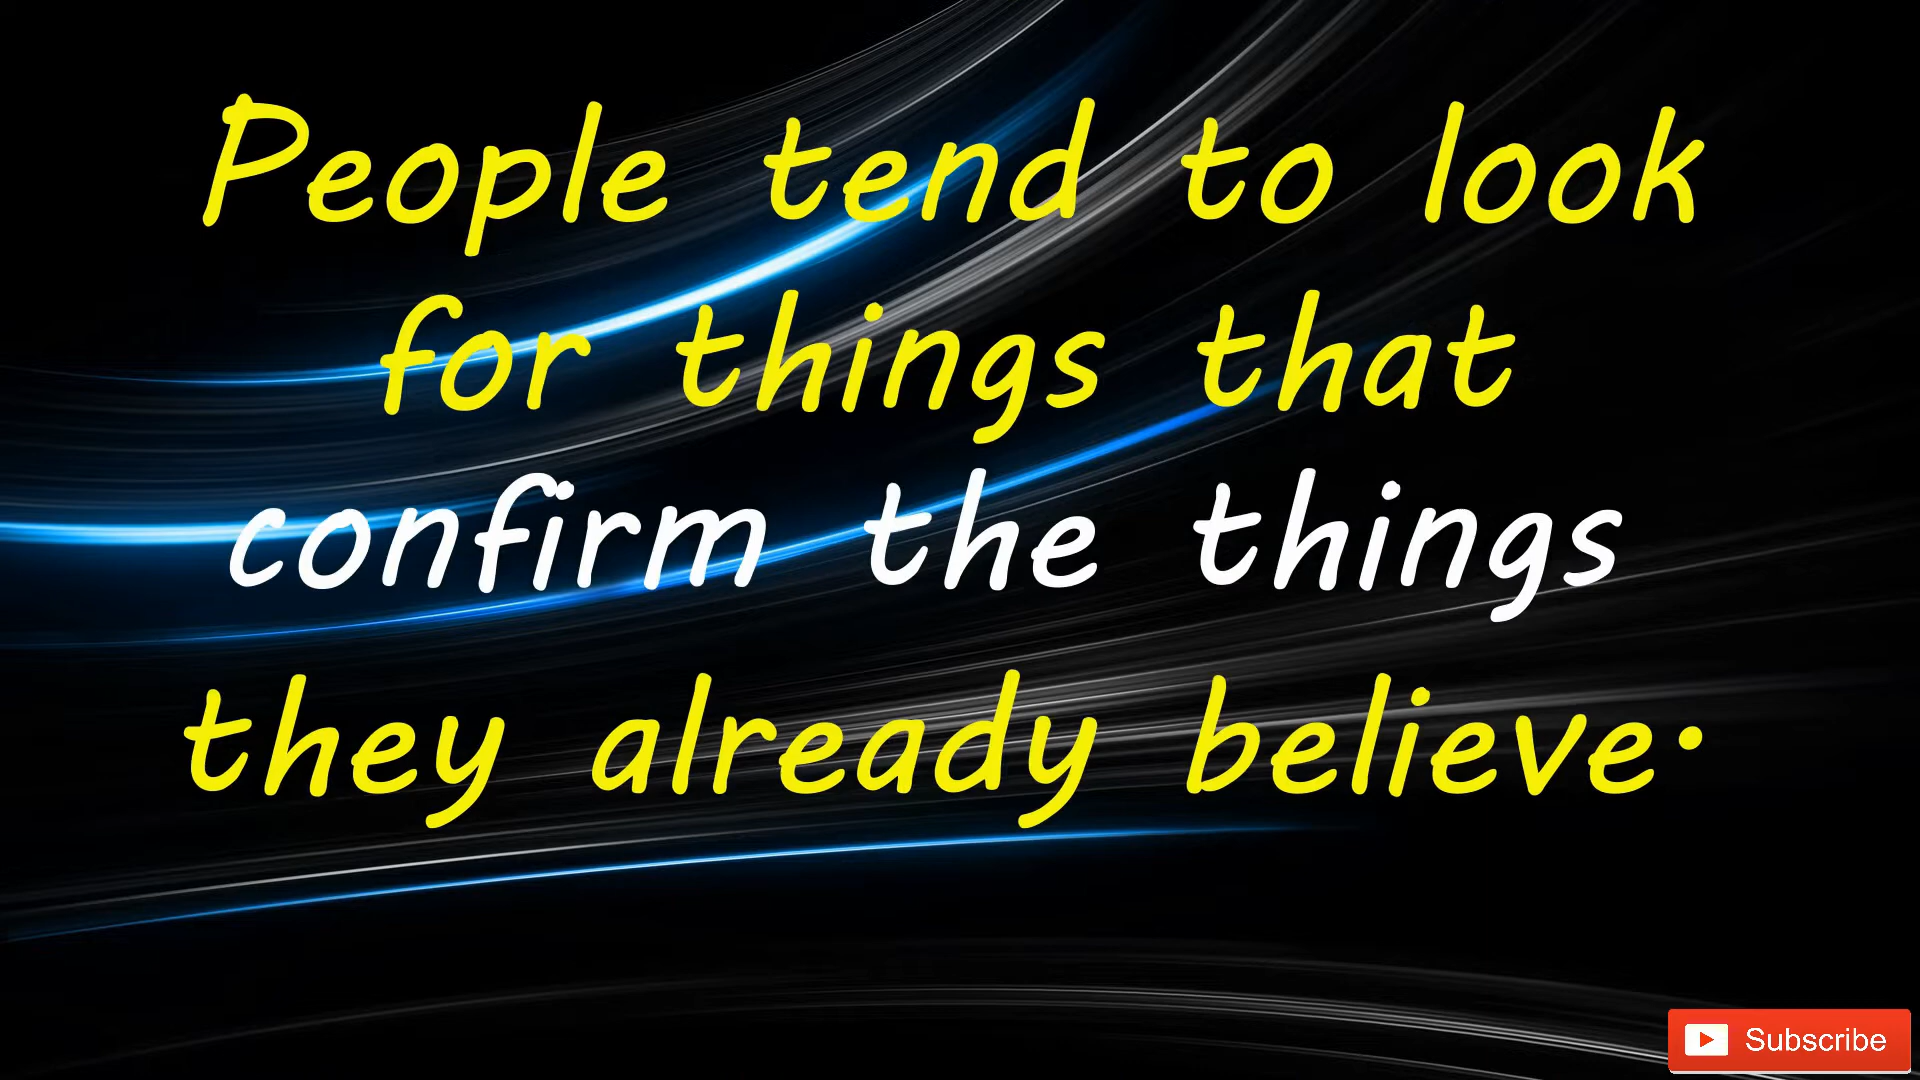 People tend to look
for things that
confirm the things
they already believe.
Subscribe